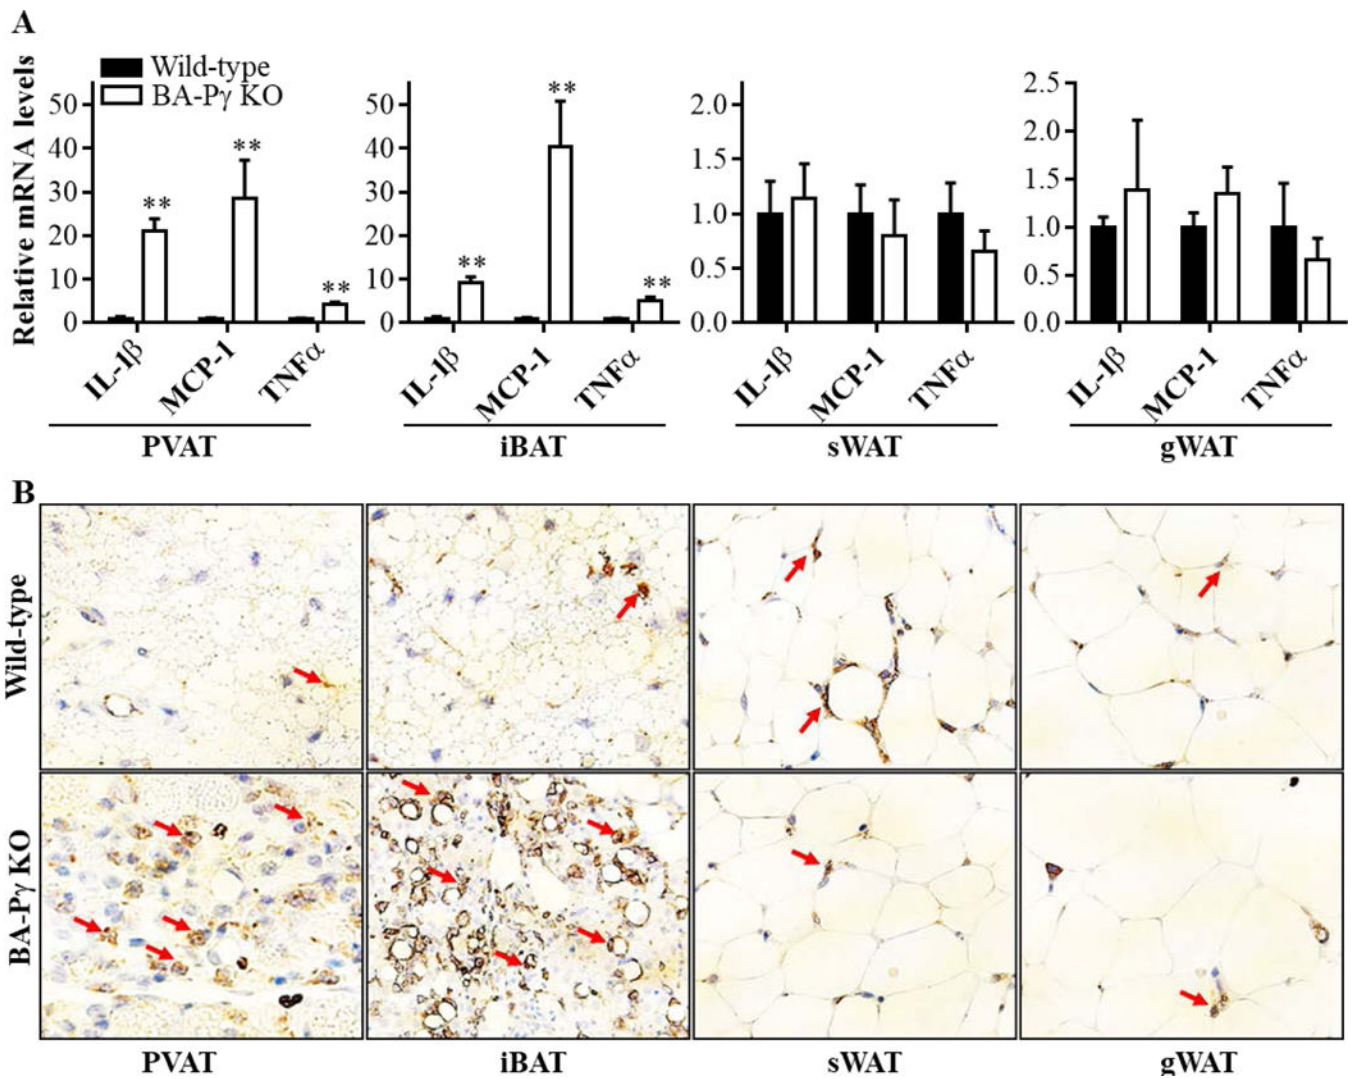 A
Wild-type
BA-Pγ KO
Relative mRNA levels
50
40
30
20
10
0
**
**
**
IL-1β
MCP-1
TNFα
PVAT
50
40
30
20
10
0
**
**
**
IL-1β
MCP-1
TNFα
iBAT
2.0
1.5
1.0
0.5
0.0
IL-1β
MCP-1
TNFα
sWAT
2.5
2.0
1.5
1.0
0.5
0.0
IL-1β
MCP-1
TNFα
gWAT
B
Wild-type
BA-Pγ KO
PVAT
iBAT
sWAT
gWAT